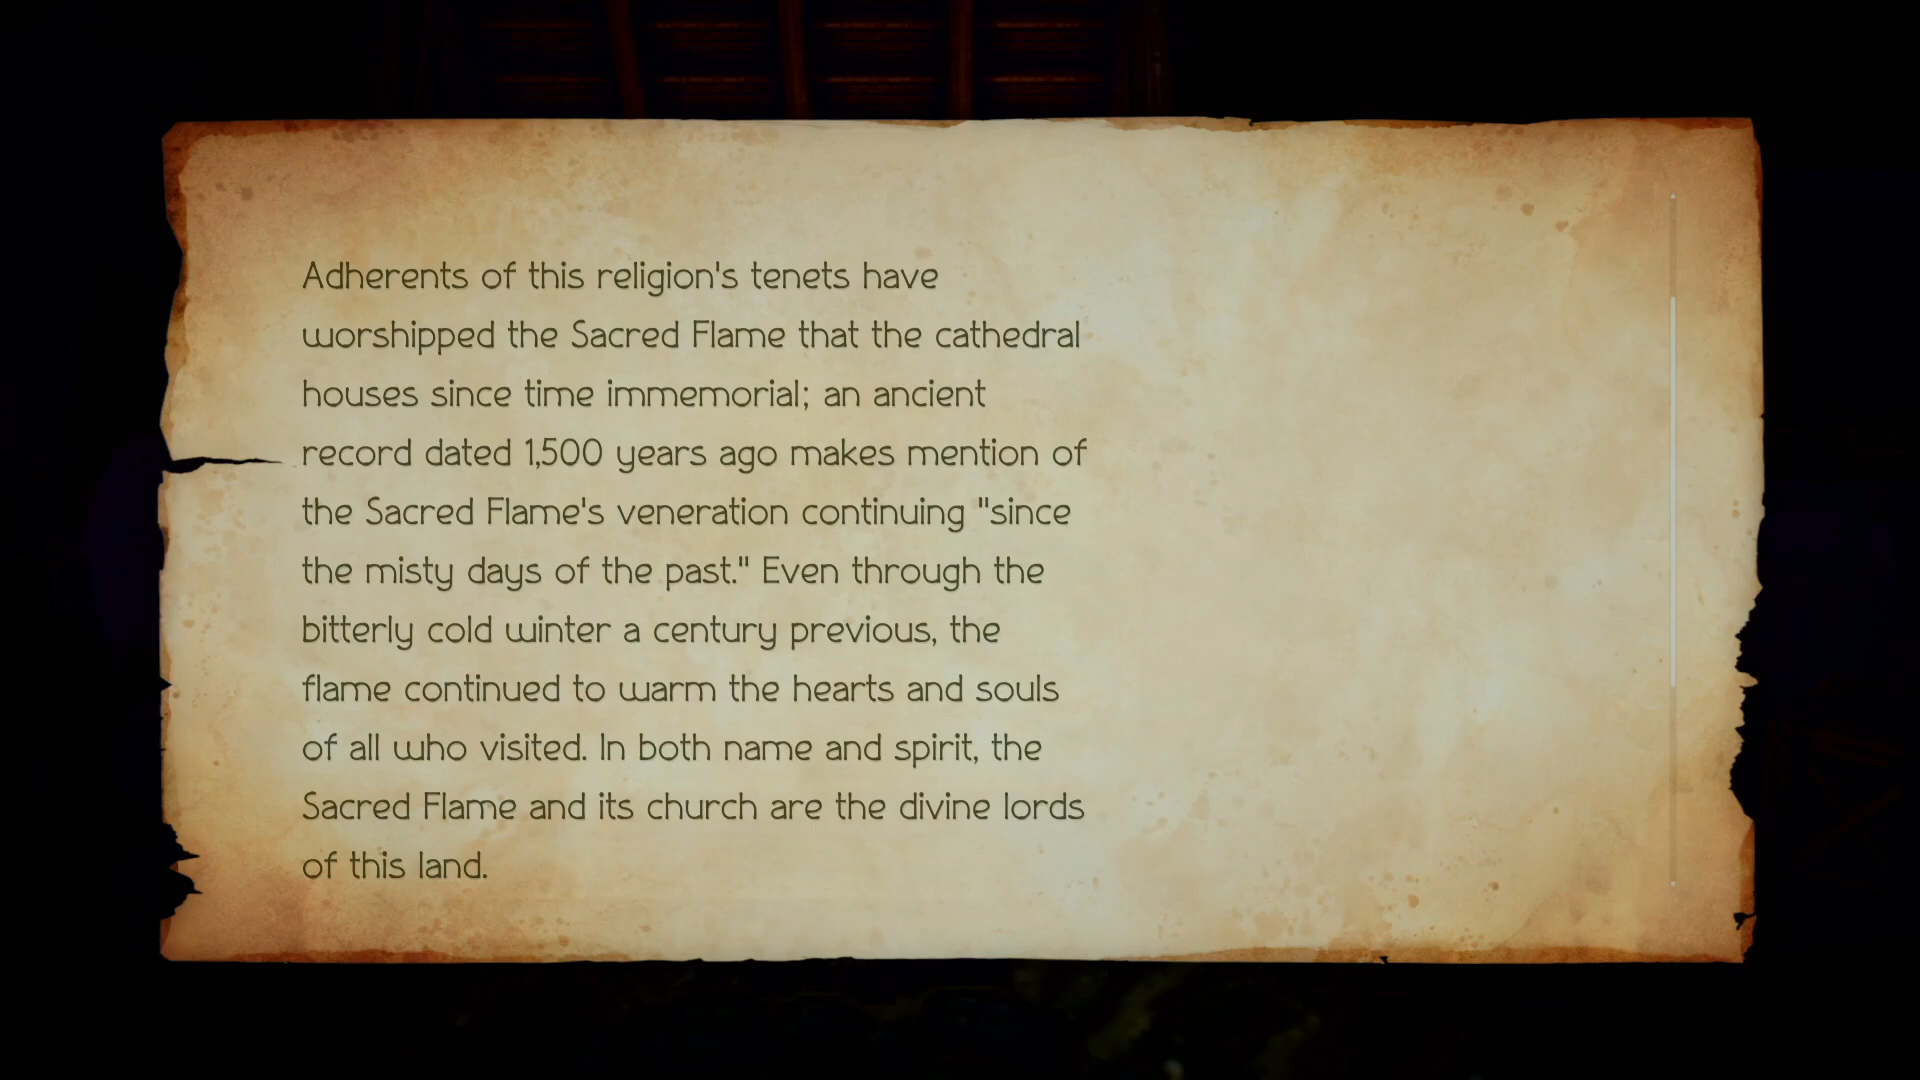 Adherents of this religion's tenets have
worshipped the Sacred Flame that the cathedral
houses since time immemorial; an ancient
record dated 1,500 years ago makes mention of
the Sacred Flame's veneration continuing "since
the misty days of the past." Even through the
bitterly cold winter a century previous, the
flame continued to warm the hearts and souls
of all who visited. In both name and spirit, the
Sacred Flame and its church are the divine lords
of this land.